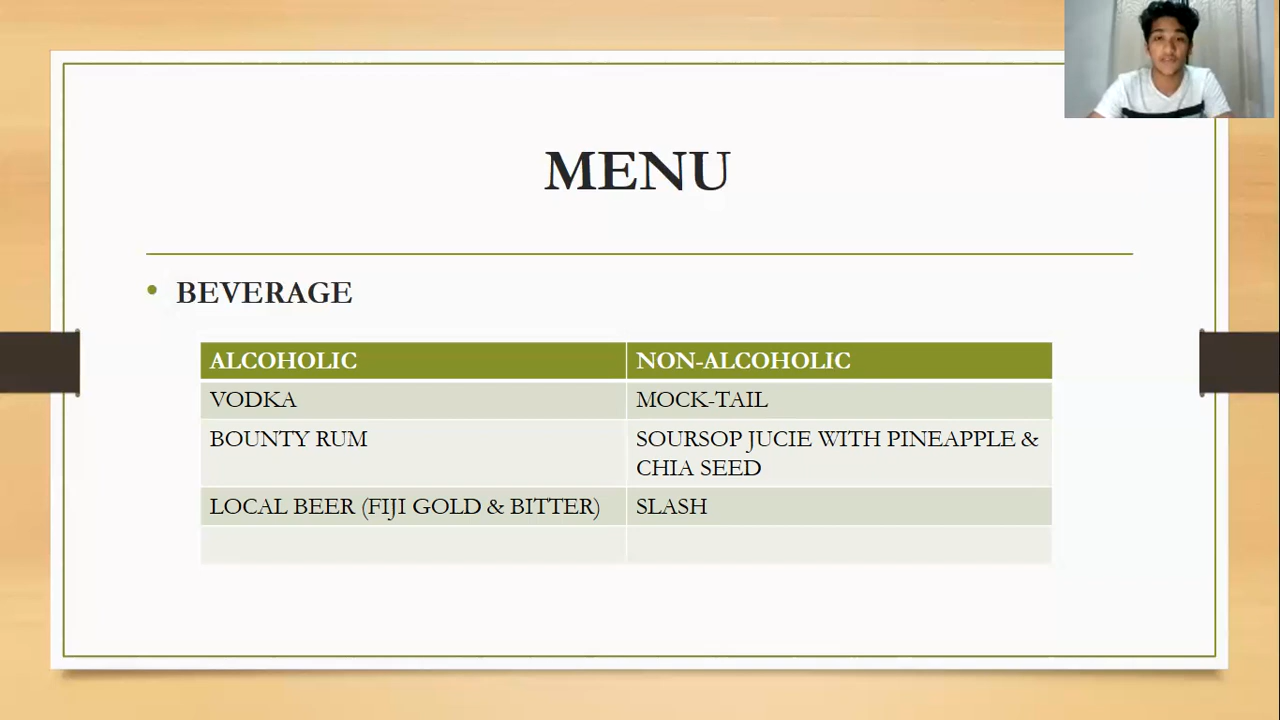 MENU
• BEVERAGE
ALCOHOLIC
NON-ALCOHOLIC
VODKA
MOCK-TAIL
BOUNTY RUM
SOURSOP JUCIE WITH PINEAPPLE &
CHIA SEED
LOCAL BEER (FIJI GOLD & BITTER)
SLASH